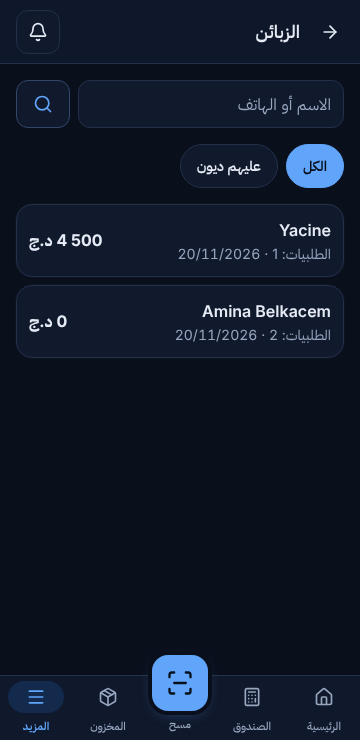 الزبائن
الاسم أو الهاتف
الكل
عليهم ديون
Yacine
4 500 د.ج
الطلبيات: 1 · 20/11/2026
Amina Belkacem
0 د.ج
الطلبيات: 2 · 20/11/2026
الرئيسية
الصندوق
مسح
المخزون
المزيد